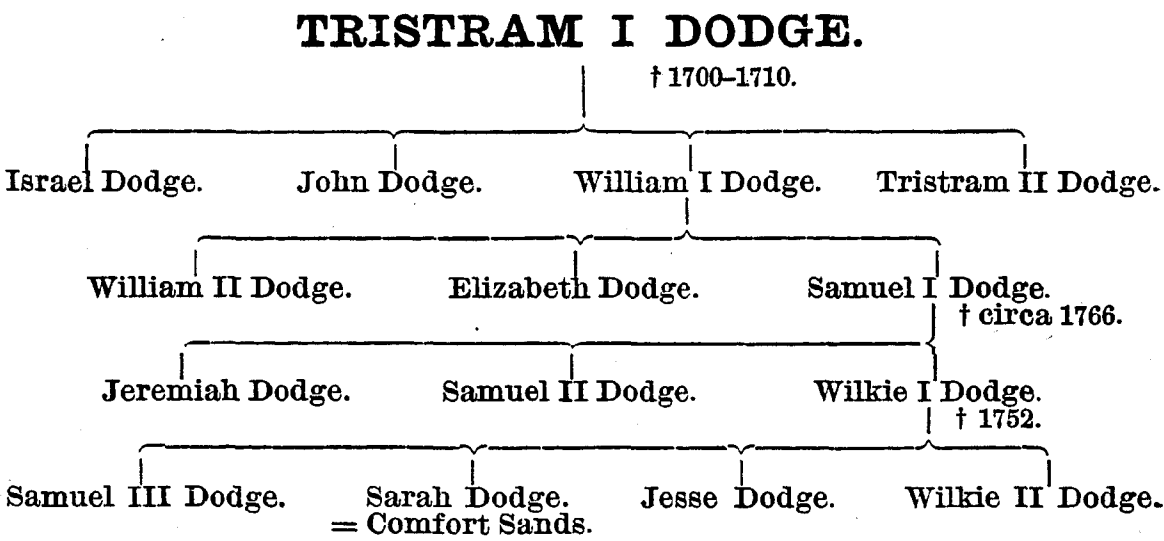 TRISTRAM I DODGE.
† 1700–1710.
Israel Dodge. John Dodge. William I Dodge. Tristram II Dodge.
William II Dodge. Elizabeth Dodge. Samuel I Dodge.
† circa 1766.
Jeremiah Dodge. Samuel II Dodge. Wilkie I Dodge.
† 1752.
Samuel III Dodge. Sarah Dodge. Jesse Dodge. Wilkie II Dodge.
= Comfort Sands.